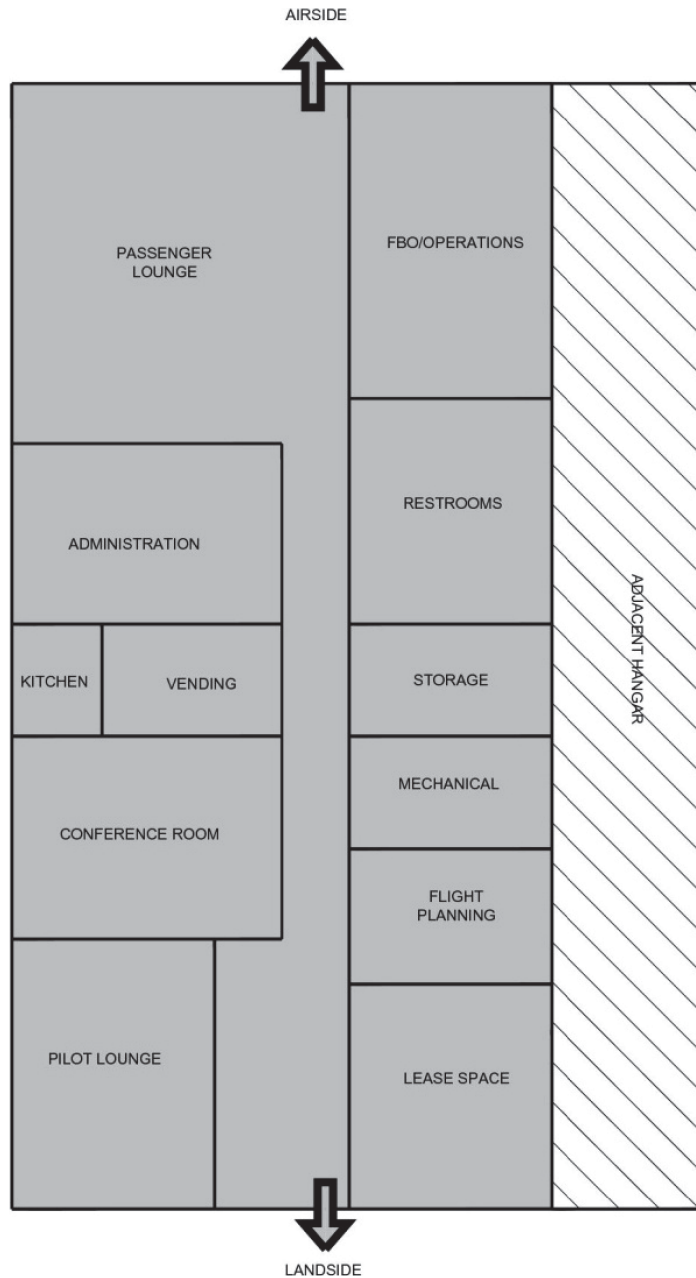 AIRSIDE
PASSENGER
LOUNGE
FBO/OPERATIONS
RESTROOMS
ADMINISTRATION
ADJACENT HANGAR
KITCHEN
VENDING
STORAGE
MECHANICAL
CONFERENCE ROOM
FLIGHT
PLANNING
PILOT LOUNGE
LEASE SPACE
LANDSIDE